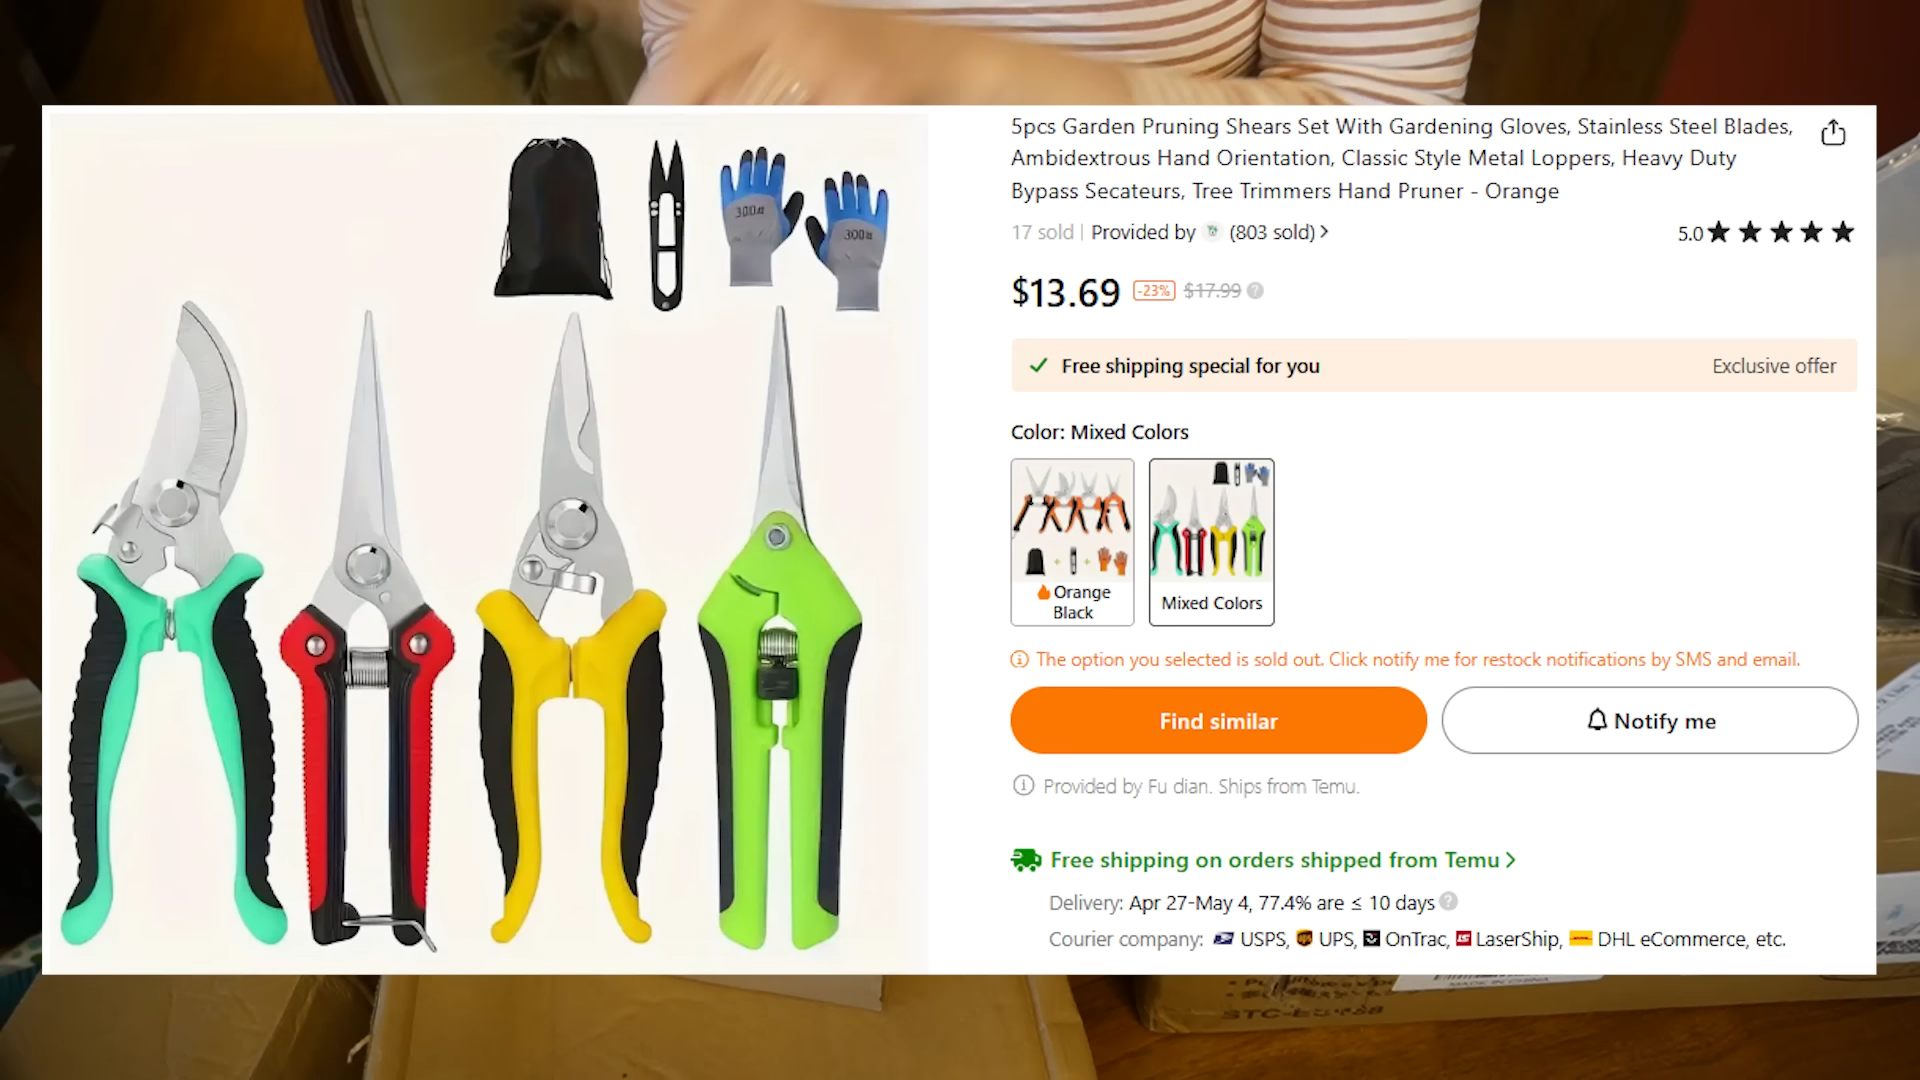 300#
300#
5pcs Garden Pruning Shears Set With Gardening Gloves, Stainless Steel Blades,
Ambidextrous Hand Orientation, Classic Style Metal Loppers, Heavy Duty
Bypass Secateurs, Tree Trimmers Hand Pruner - Orange
17 sold | Provided by (803 sold) >
5.0
$13.69 -23% $17.99 ?
Free shipping special for you
Exclusive offer
Color: Mixed Colors
Orange
Black
Mixed Colors
The option you selected is sold out. Click notify me for restock notifications by SMS and email.
Find similar
Notify me
Provided by Fu dian. Ships from Temu.
Free shipping on orders shipped from Temu >
Delivery: Apr 27-May 4, 77.4% are ≤ 10 days ?
Courier company: USPS, UPS, OnTrac, LaserShip, DHL eCommerce, etc.
MADE IN CHINA